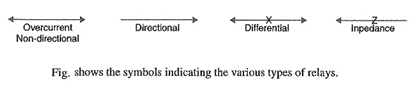 X Z
Overcurrent Directional Differential Inpedance
Non-directional
Fig. shows the symbols indicating the various types of relays.